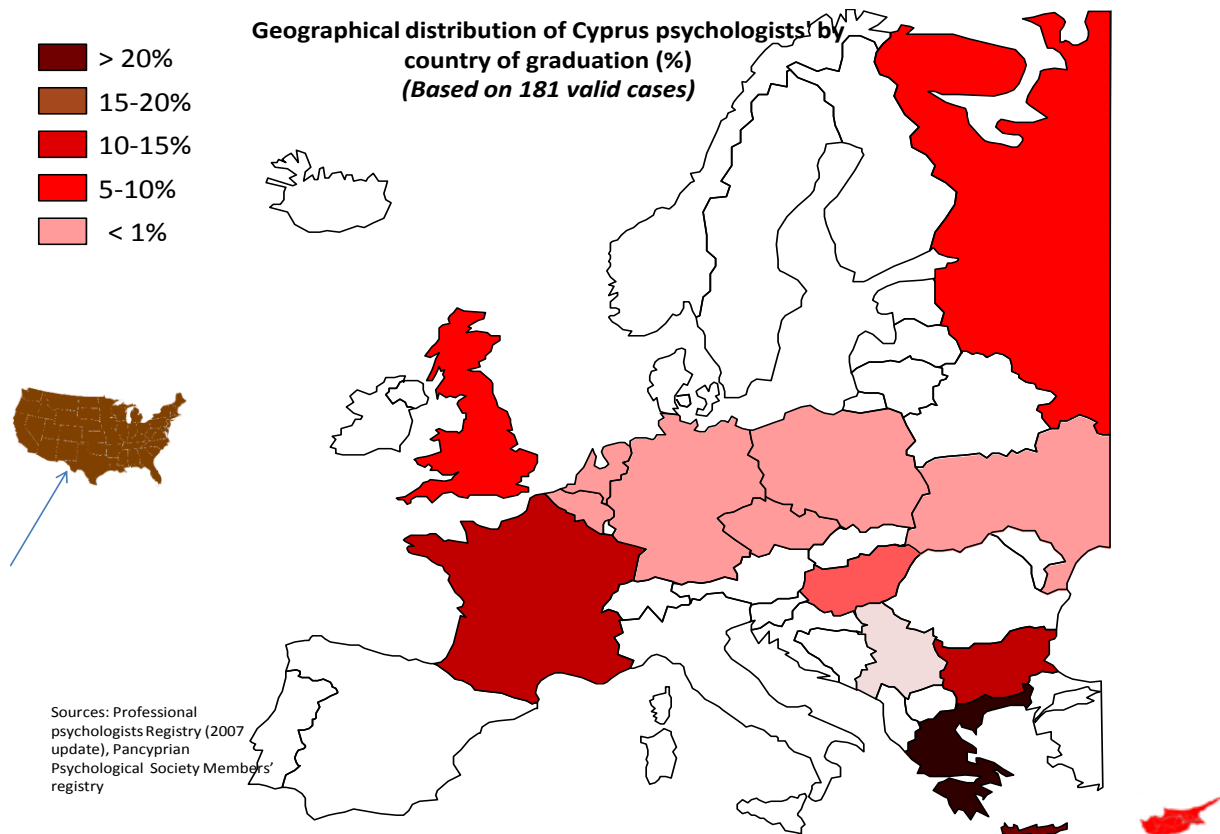 Geographical distribution of Cyprus psychologists' by
country of graduation (%)
(Based on 181 valid cases)
> 20%
15-20%
10-15%
5-10%
< 1%
Sources: Professional
psychologists Registry (2007
update), Pancyprian
Psychological Society Members'
registry